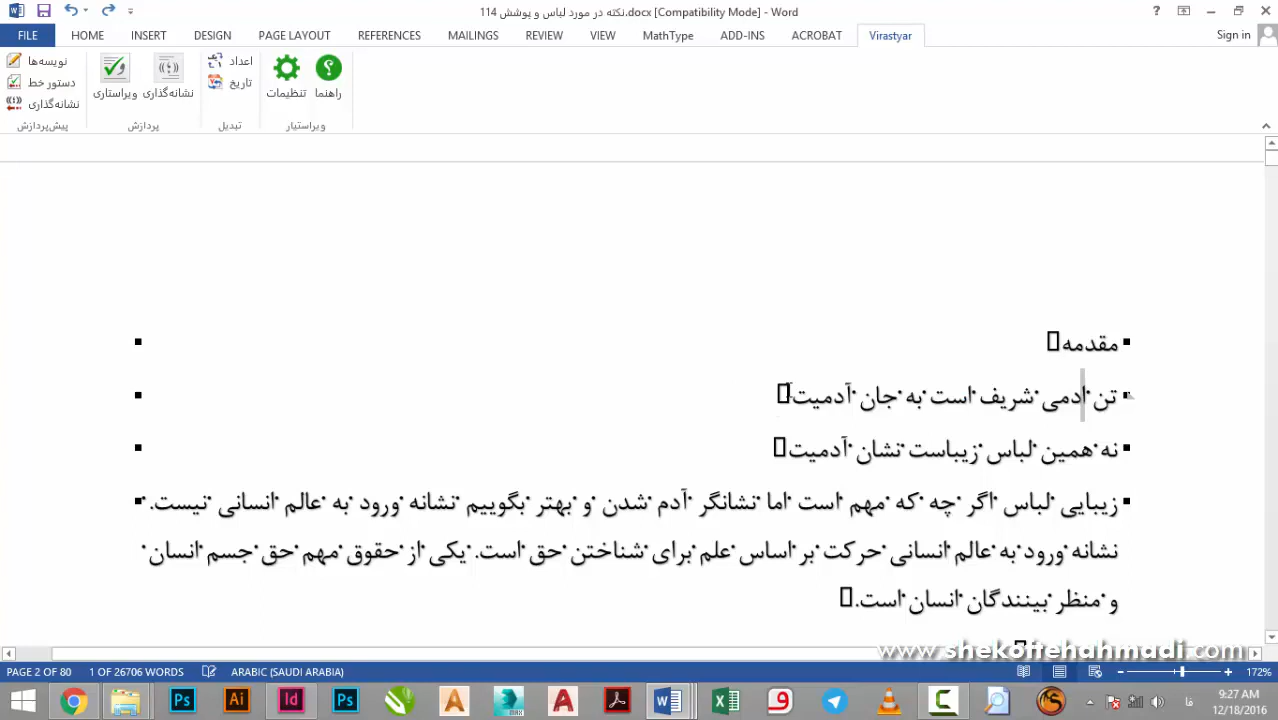 114 نکته در مورد لباس و پوشش.docx [Compatibility Mode] - Word
FILE HOME INSERT DESIGN PAGE LAYOUT REFERENCES MAILINGS REVIEW VIEW MathType ADD-INS ACROBAT Virastyar Sign in
نویسه‌ها
دستور خط
نشانه‌گذاری
پیش‌پردازش
ویراستاری
نشانه‌گذاری
پردازش
اعداد
تاریخ
تبدیل
تنظیمات
راهنما
ویراستیار
مقدمه
تن ادمی شریف است به جان آدمیت
نه همین لباس زیباست نشان آدمیت
زیبایی لباس اگر چه که مهم است اما نشانگر آدم شدن و بهتر بگوییم نشانه ورود به عالم انسانی نیست.
نشانه ورود به عالم انسانی حرکت بر اساس علم برای شناختن حق است. یکی از حقوق مهم حق جسم انسان
و منظر بینندگان انسان است.
www.shekoftehahmadi.com
PAGE 2 OF 80 1 OF 26706 WORDS ARABIC (SAUDI ARABIA) 172%
فا 9:27 AM
12/18/2016